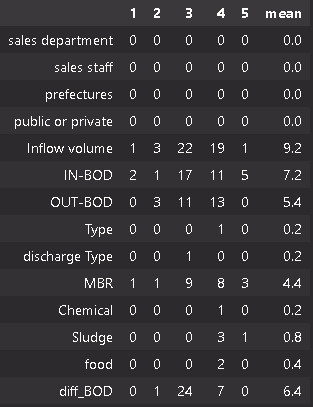 1 2 3 4 5 mean
sales department 0 0 0 0 0 0.0
sales staff 0 0 0 0 0 0.0
prefectures 0 0 0 0 0 0.0
public or private 0 0 0 0 0 0.0
Inflow volume 1 3 22 19 1 9.2
IN-BOD 2 1 17 11 5 7.2
OUT-BOD 0 3 11 13 0 5.4
Type 0 0 0 1 0 0.2
discharge Type 0 0 1 0 0 0.2
MBR 1 1 9 8 3 4.4
Chemical 0 0 0 1 0 0.2
Sludge 0 0 0 3 1 0.8
food 0 0 0 2 0 0.4
diff_BOD 0 1 24 7 0 6.4